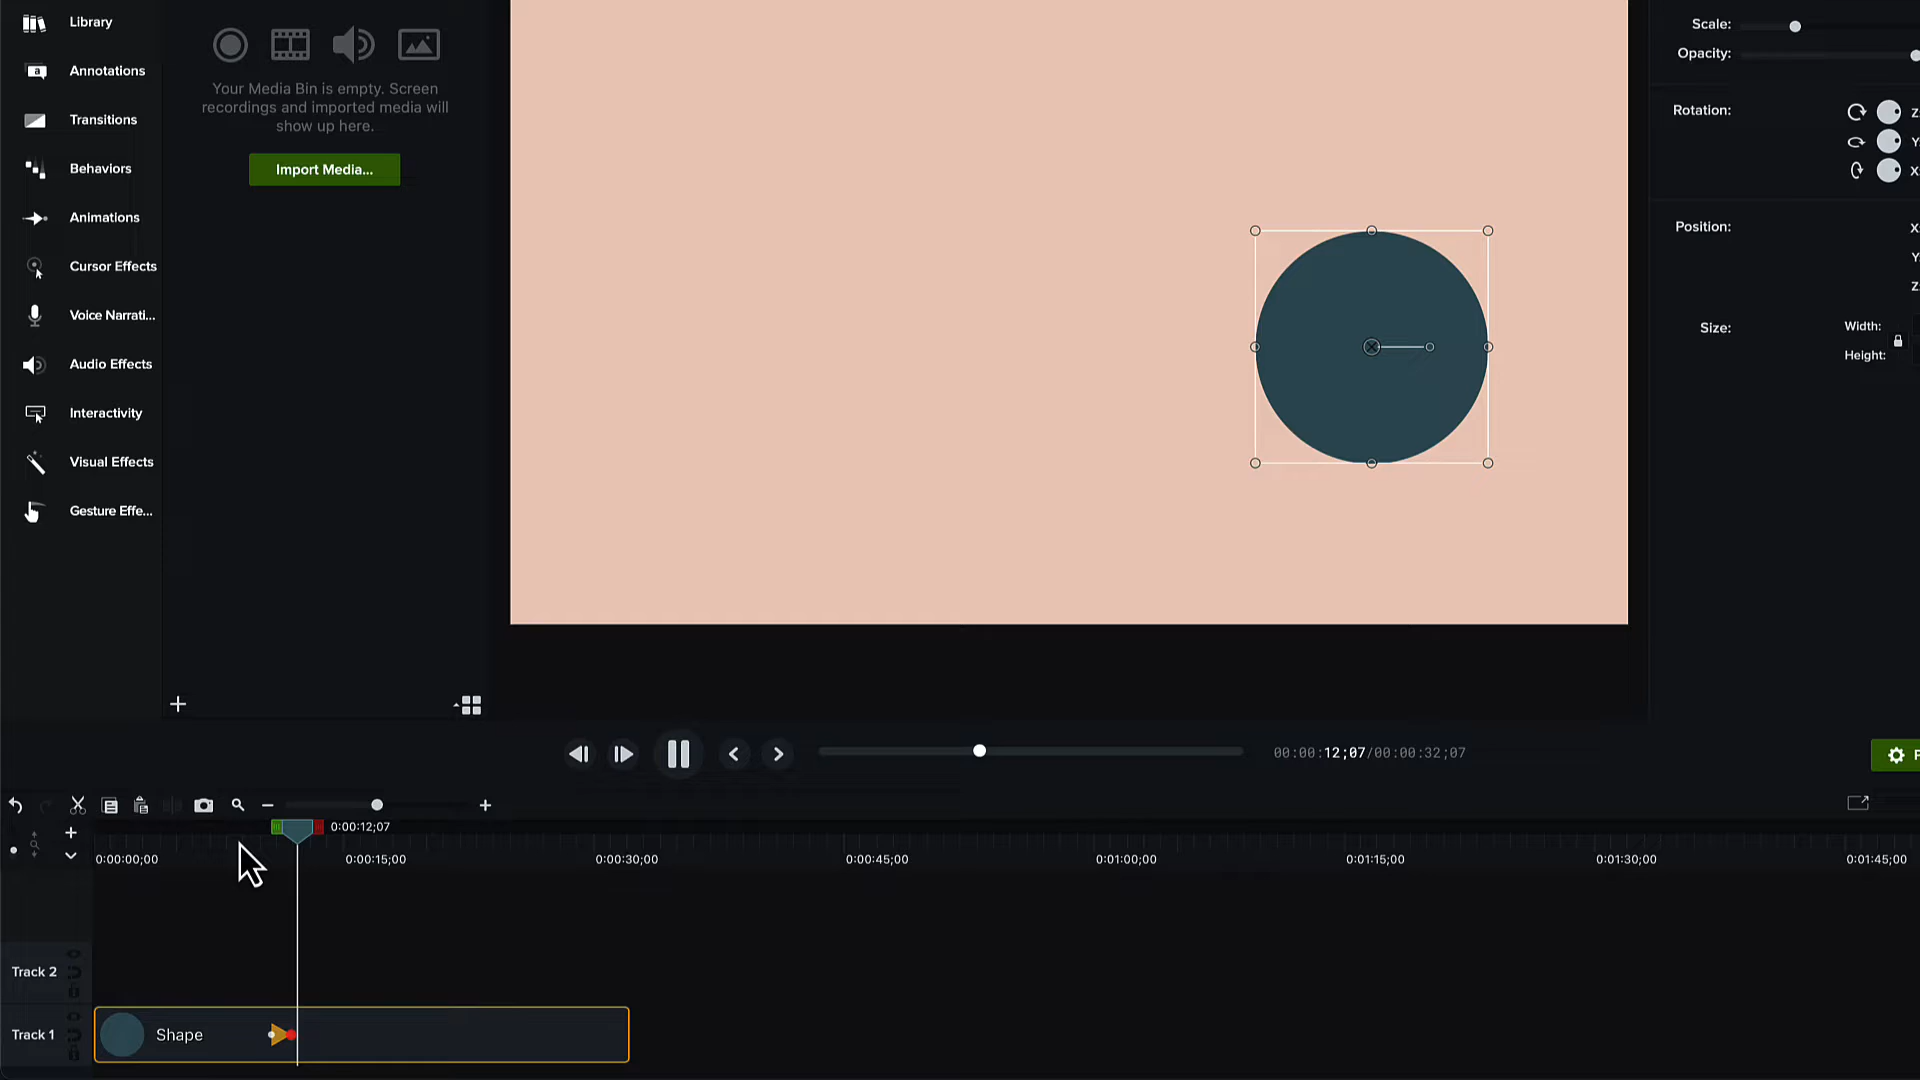 Library
Annotations
Transitions
Behaviors
Animations
Cursor Effects
Voice Narrati...
Audio Effects
Interactivity
Visual Effects
Gesture Effe...
a
Your Media Bin is empty. Screen
recordings and imported media will
show up here.
Import Media...
Scale:
Opacity:
Rotation:
Z:
Y:
X:
Position:
X:
Y:
Z:
Size:
Width:
Height:
00:00:12;07/00:00:32;07
P
0:00:12;07
0:00:00;00
0:00:15;00
0:00:30;00
0:00:45;00
0:01:00;00
0:01:15;00
0:01:30;00
0:01:45;00
Track 2
Track 1
Shape